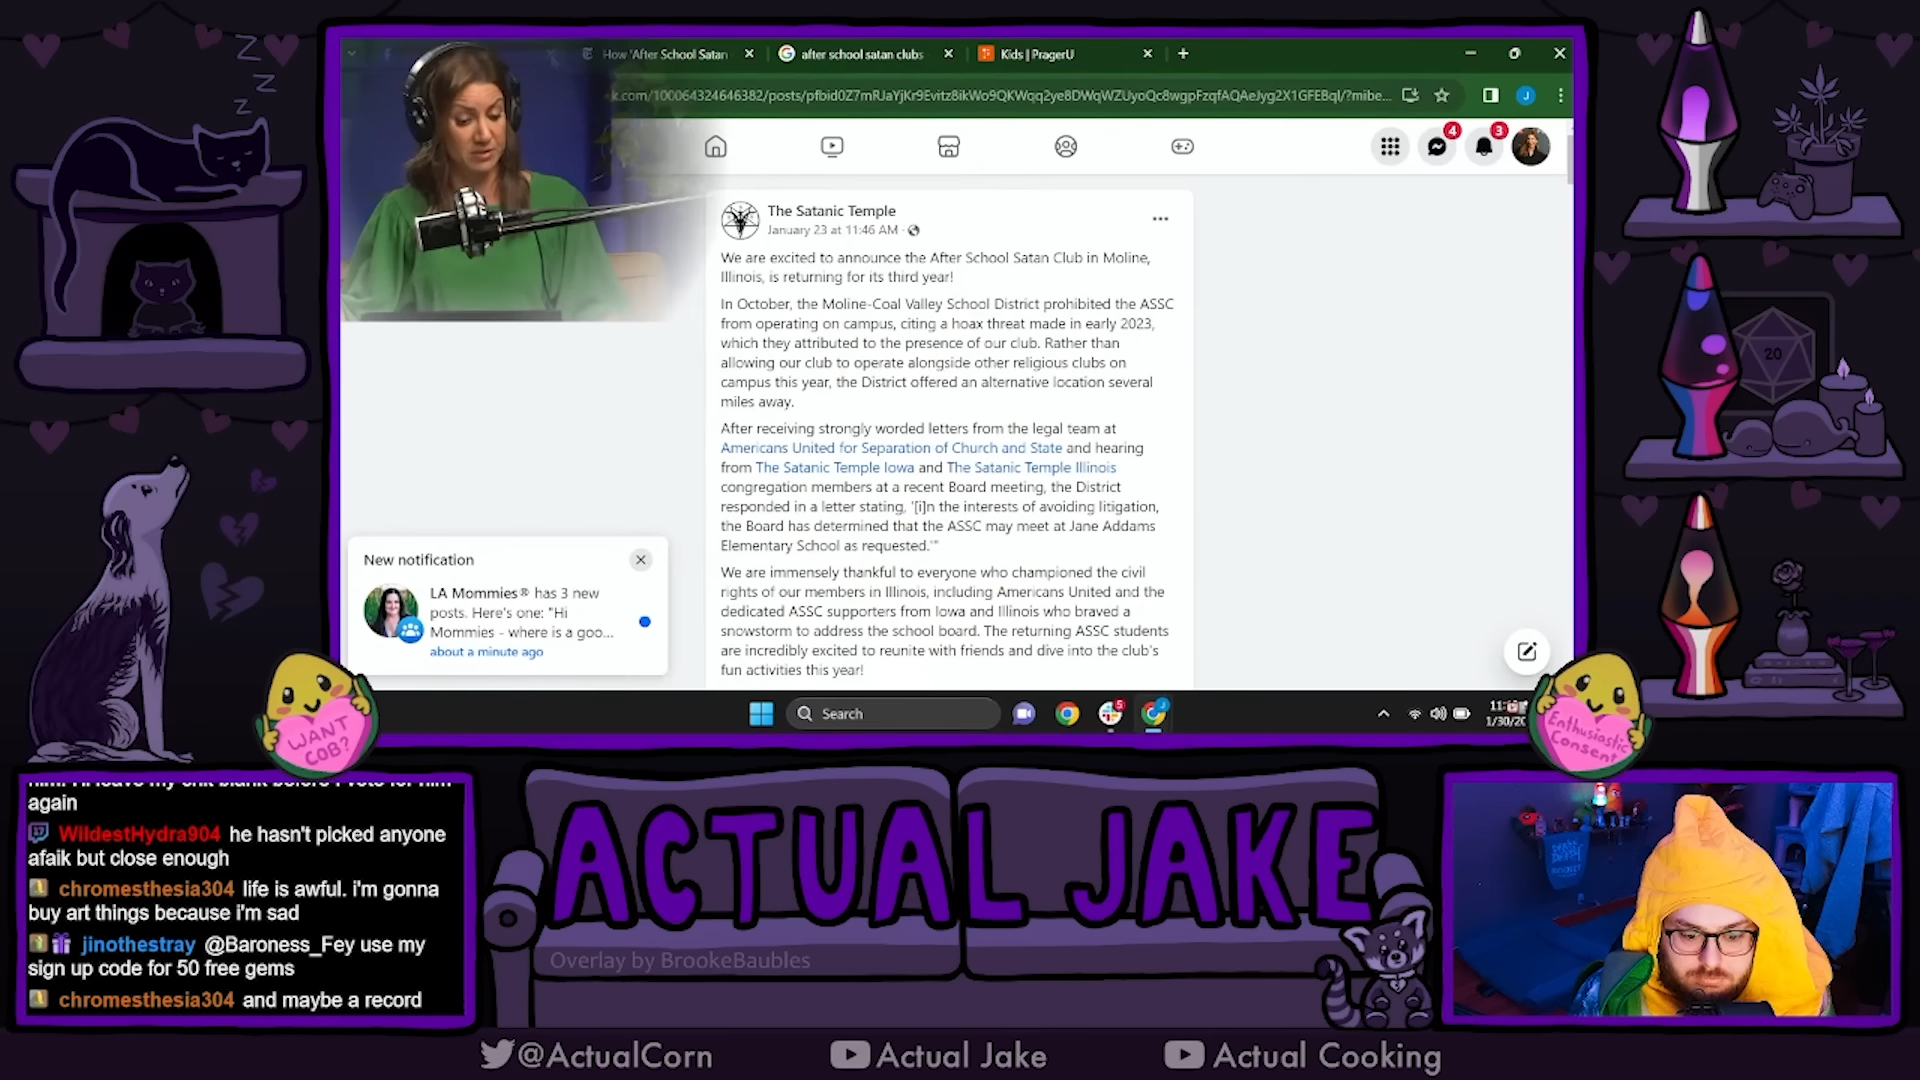 How 'After School Satan
after school satan clubs
Kids | PragerU
k.com/100064324646382/posts/pfbid0Z7mRJaYjKr9Evitz8ikWo9QKWqq2ye8DWqWZUyoQc8wgpFzqfAQAeJyg2X1GFEBql/?mibe...
4
3
The Satanic Temple
January 23 at 11:46 AM ·
We are excited to announce the After School Satan Club in Moline,
Illinois, is returning for its third year!
In October, the Moline-Coal Valley School District prohibited the ASSC
from operating on campus, citing a hoax threat made in early 2023,
which they attributed to the presence of our club. Rather than
allowing our club to operate alongside other religious clubs on
campus this year, the District offered an alternative location several
miles away.
After receiving strongly worded letters from the legal team at
Americans United for Separation of Church and State and hearing
from The Satanic Temple Iowa and The Satanic Temple Illinois
congregation members at a recent Board meeting, the District
responded in a letter stating, '[i]n the interests of avoiding litigation,
the Board has determined that the ASSC may meet at Jane Addams
Elementary School as requested.'"
We are immensely thankful to everyone who championed the civil
rights of our members in Illinois, including Americans United and the
dedicated ASSC supporters from Iowa and Illinois who braved a
snowstorm to address the school board. The returning ASSC students
are incredibly excited to reunite with friends and dive into the club's
fun activities this year!
New notification
LA Mommies® has 3 new
posts. Here's one: "Hi
Mommies - where is a goo...
about a minute ago
Search
5
J
1/30/20
WANT
COB?
Enthusiastic
Consent
20
again
WildestHydra904 he hasn't picked anyone
afaik but close enough
chromesthesia304 life is awful. i'm gonna
buy art things because i'm sad
jinothestray @Baroness_Fey use my
sign up code for 50 free gems
chromesthesia304 and maybe a record
ACTUAL JAKE
Overlay by BrookeBaubles
@ActualCorn
Actual Jake
Actual Cooking